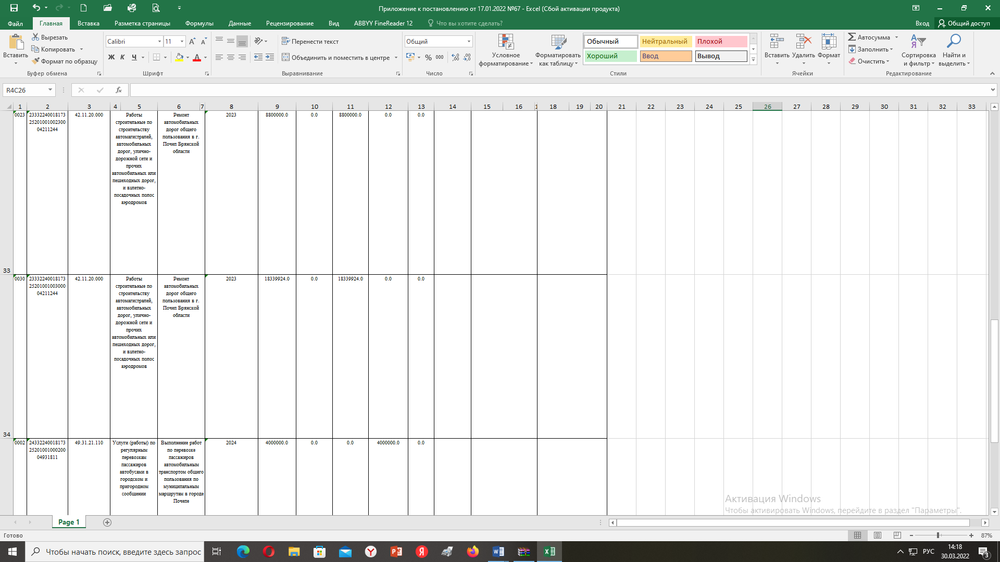 Приложение к постановлению от 17.01.2022 №67 - Excel (Сбой активации продукта)
Файл Главная Вставка Разметка страницы Формулы Данные Рецензирование Вид ABBYY FineReader 12 Что вы хотите сделать? Вход Общий доступ
Вставить
Вырезать
Копировать
Формат по образцу
Буфер обмена
Calibri 11
Ж К Ч
Шрифт
Перенести текст
Объединить и поместить в центре
Выравнивание
Общий
% 000
Число
Условное форматирование
Форматировать как таблицу
Обычный Нейтральный Плохой
Хороший Ввод Вывод
Стили
Вставить Удалить Формат
Ячейки
Автосумма
Заполнить
Очистить
Сортировка и фильтр
Найти и выделить
Редактирование
R4C26
fx
1 2 3 4 5 6 7 8 9 10 11 12 13 14 15 16 1 18 19 20 21 22 23 24 25 26 27 28 29 30 31 32 33
0023
23332240018173
25201001002300
04211244
42.11.20.000
Работы
строительные по
строительству
автомагистралей,
автомобильных
дорог, улично-
дорожной сети и
прочих
автомобильных или
пешеходных дорог,
и взлетно-
посадочных полос
аэродромов
Ремонт
автомобильных
дорог общего
пользования в г.
Почеп Брянской
области
2023 8800000.0 0.0 8800000.0 0.0 0.0
33
0030
23332240018173
25201001003000
04211244
42.11.20.000
Работы
строительные по
строительству
автомагистралей,
автомобильных
дорог, улично-
дорожной сети и
прочих
автомобильных или
пешеходных дорог,
и взлетно-
посадочных полос
аэродромов
Ремонт
автомобильных
дорог общего
пользования в г.
Почеп Брянской
области
2023 18339924.0 0.0 18339924.0 0.0 0.0
34
0002
24332240018173
25201001000200
04931811
49.31.21.110
Услуги (работы) по
регулярным
перевозкам
пассажиров
автобусами в
городском и
пригородном
сообщении
Выполнение работ
по перевозке
пассажиров
автомобильным
транспортом общего
пользования по
муниципальным
маршрутам в городе
Почепе
2024 4000000.0 0.0 0.0 4000000.0 0.0
Активация Windows
Чтобы активировать Windows, перейдите в раздел "Параметры".
Page 1
Готово
87%
Чтобы начать поиск, введите здесь запрос
РУС
14:18
30.03.2022
3